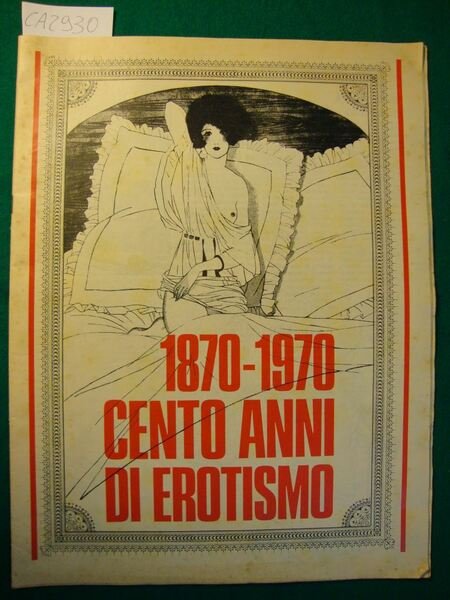 CA2930
1870-1970
CENTO ANNI
DI EROTISMO